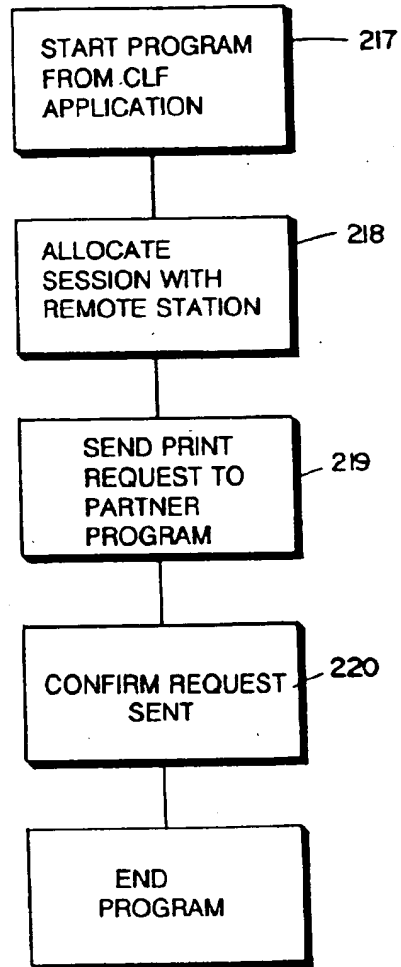 START PROGRAM
FROM CLF
APPLICATION
217
ALLOCATE
SESSION WITH
REMOTE STATION
218
SEND PRINT
REQUEST TO
PARTNER
PROGRAM
219
CONFIRM REQUEST
SENT
220
END
PROGRAM